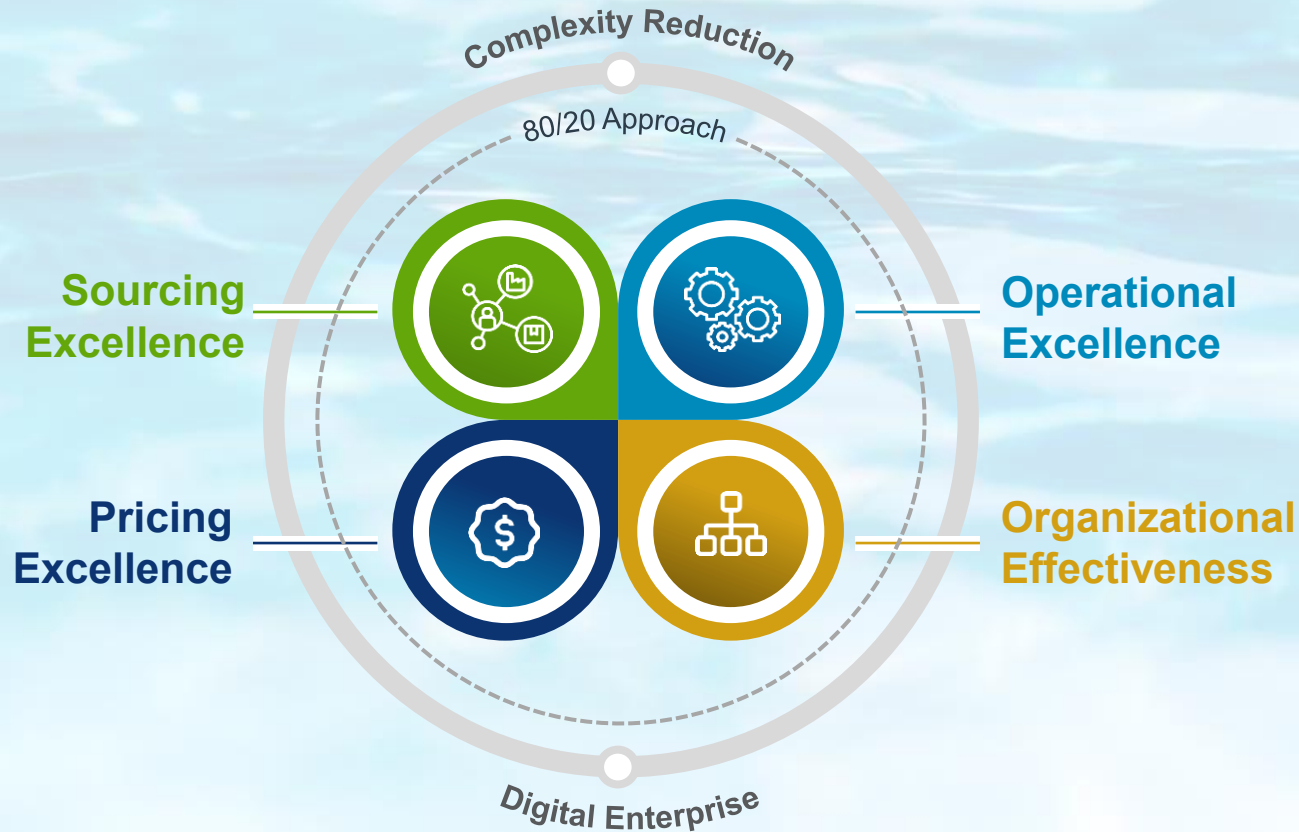 Complexity Reduction
80/20 Approach
Sourcing
Excellence
Operational
Excellence
Pricing
Excellence
$
Organizational
Effectiveness
Digital Enterprise